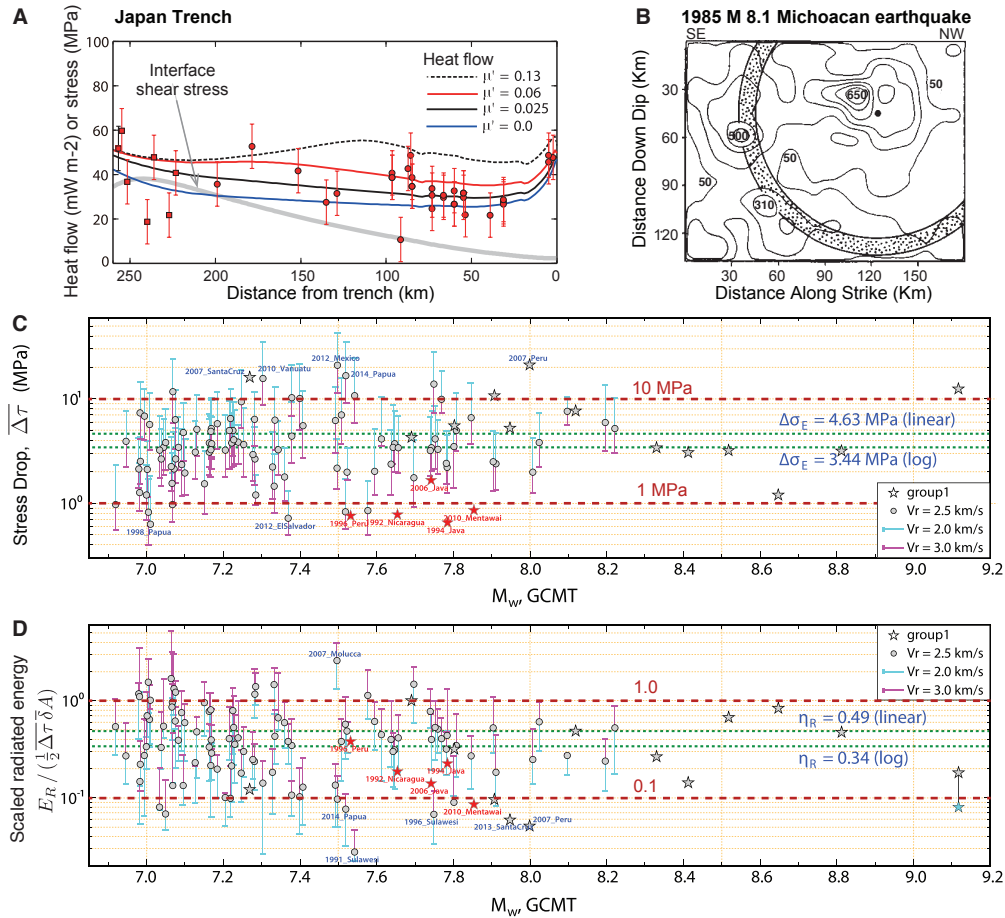 A
Japan Trench
Heat flow (mW m-2) or stress (MPa)
100
80
60
40
20
0
Interface
shear stress
Heat flow
μ' = 0.13
μ' = 0.06
μ' = 0.025
μ' = 0.0
250
200
150
100
50
0
Distance from trench (km)
B
1985 M 8.1 Michoacan earthquake
SE
NW
Distance Down Dip (Km)
30
60
90
120
650
50
500
50
50
310
30
60
90
120
150
Distance Along Strike (Km)
C
Stress Drop, Δτ (MPa)
10¹
10⁰
2007_SantaCruz
2010_Vanuatu
2012_Mexico
2014_Papua
2007_Peru
10 MPa
ΔσE = 4.63 MPa (linear)
ΔσE = 3.44 MPa (log)
1 MPa
2006_Java
1998_Papua
2012_ElSalvador
1996_Peru
1992_Nicaragua
1994_Java
2010_Mentawai
group1
Vr = 2.5 km/s
Vr = 2.0 km/s
Vr = 3.0 km/s
7.0 7.2 7.4 7.6 7.8 8.0 8.2 8.4 8.6 8.8 9.0 9.2
Mw, GCMT
D
Scaled radiated energy
ER / (½ Δτ δ A)
10⁰
10⁻¹
2007_Molucca
1.0
ηR = 0.49 (linear)
ηR = 0.34 (log)
0.1
1996_Peru
1992_Nicaragua
1994_Java
2006_Java
2010_Mentawai
2014_Papua
1996_Sulawesi
2013_SantaCruz
2007_Peru
1991_Sulawesi
group1
Vr = 2.5 km/s
Vr = 2.0 km/s
Vr = 3.0 km/s
7.0 7.2 7.4 7.6 7.8 8.0 8.2 8.4 8.6 8.8 9.0 9.2
Mw, GCMT